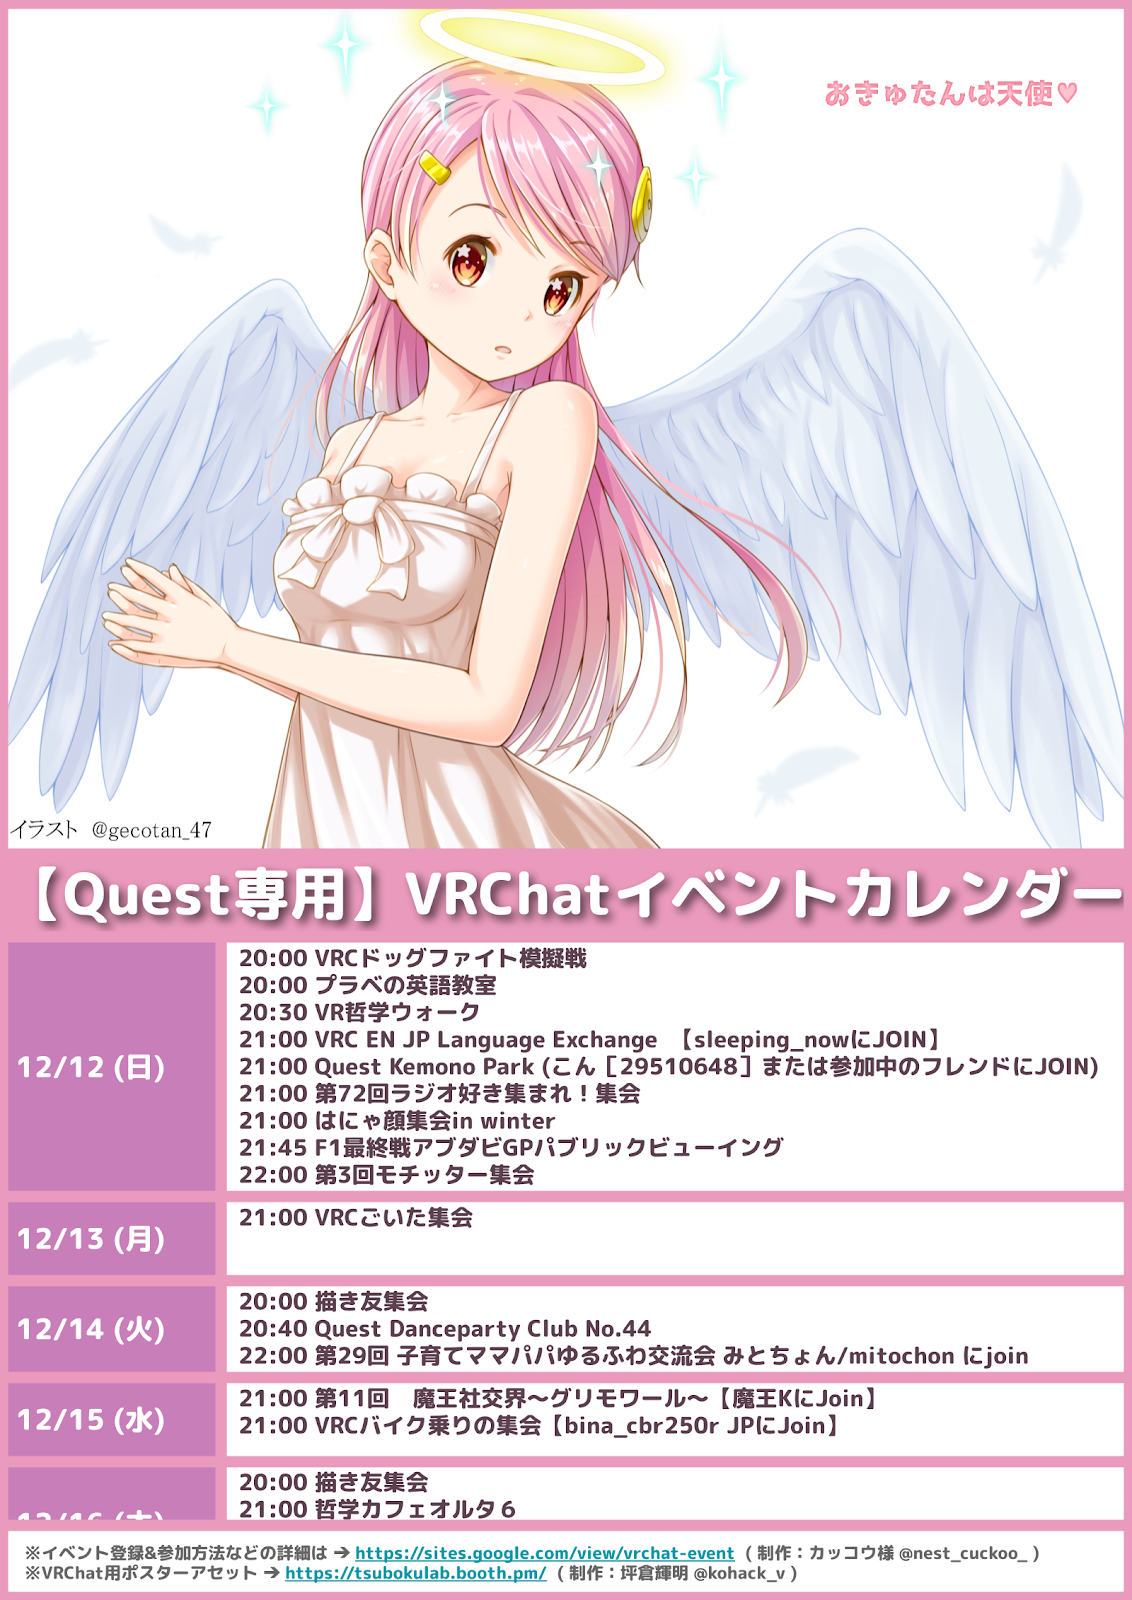 おきゅたんは天使♥
イラスト @gecotan_47
【Quest専用】VRChatイベントカレンダー
12/12 (日)
20:00 VRCドッグファイト模擬戦
20:00 プラベの英語教室
20:30 VR哲学ウォーク
21:00 VRC EN JP Language Exchange 【sleeping_nowにJOIN】
21:00 Quest Kemono Park (こん［29510648］または参加中のフレンドにJOIN)
21:00 第72回ラジオ好き集まれ！集会
21:00 はにゃ顔集会in winter
21:45 F1最終戦アブダビGPパブリックビューイング
22:00 第3回モチッター集会
12/13 (月)
21:00 VRCごいた集会
12/14 (火)
20:00 描き友集会
20:40 Quest Danceparty Club No.44
22:00 第29回 子育てママパパゆるふわ交流会 みとちょん/mitochon にjoin
12/15 (水)
21:00 第11回　魔王社交界〜グリモワール〜【魔王KにJoin】
21:00 VRCバイク乗りの集会【bina_cbr250r JPにJoin】
12/16 (木)
20:00 描き友集会
21:00 哲学カフェオルタ６
※イベント登録&参加方法などの詳細は ➔ https://sites.google.com/view/vrchat-event ( 制作：カッコウ様 @nest_cuckoo_ )
※VRChat用ポスターアセット ➔ https://tsubokulab.booth.pm/ ( 制作：坪倉輝明 @kohack_v )